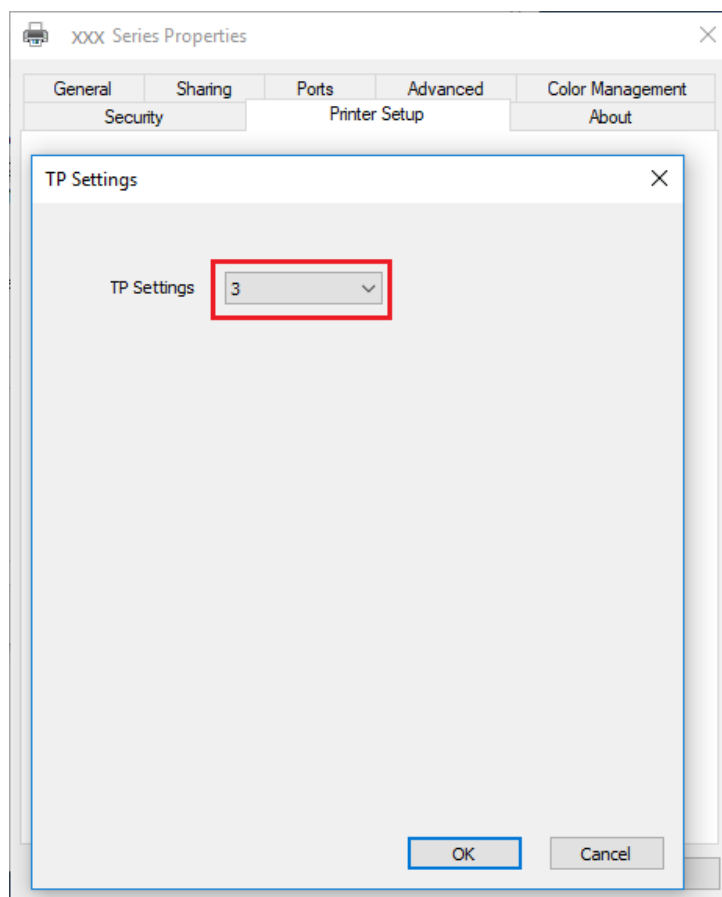 xxx Series Properties
General Sharing Ports Advanced Color Management
Security Printer Setup About
TP Settings
TP Settings 3
OK Cancel